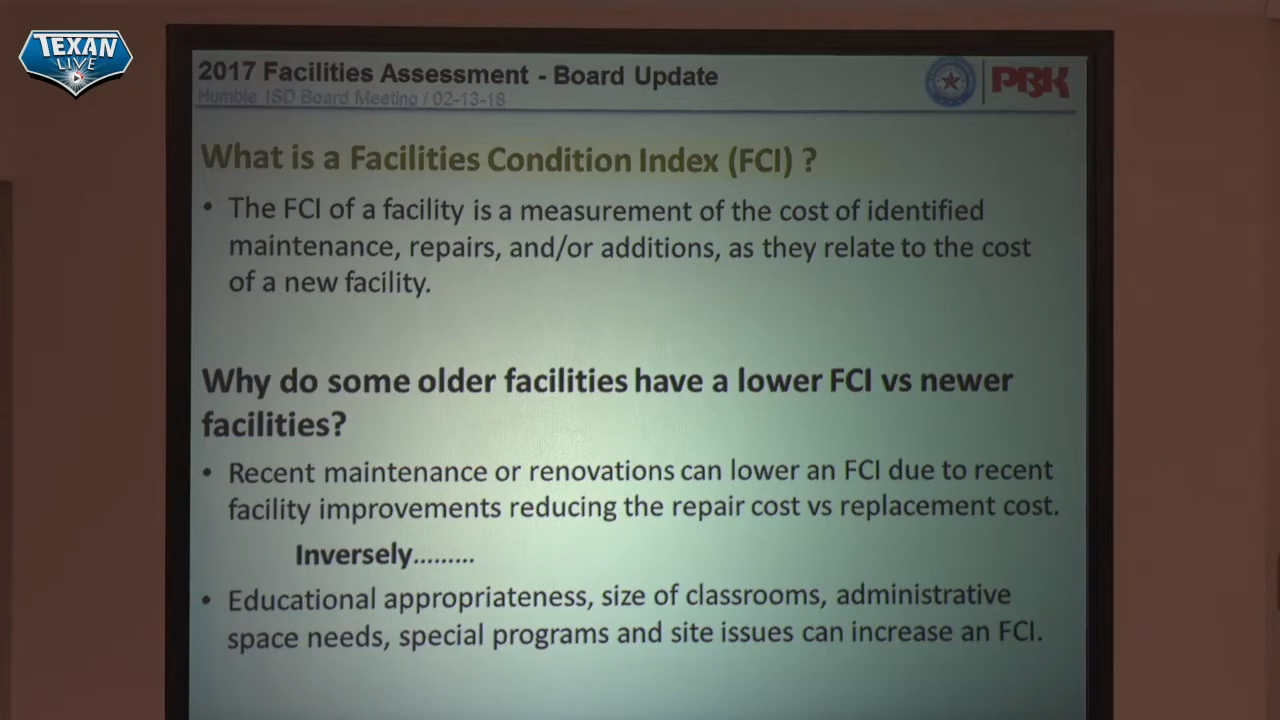 TEXAN
LIVE
2017 Facilities Assessment - Board Update
Humble ISD Board Meeting / 02-13-18
PBK
What is a Facilities Condition Index (FCI) ?
• The FCI of a facility is a measurement of the cost of identified
maintenance, repairs, and/or additions, as they relate to the cost
of a new facility.
Why do some older facilities have a lower FCI vs newer
facilities?
• Recent maintenance or renovations can lower an FCI due to recent
facility improvements reducing the repair cost vs replacement cost.
Inversely.........
• Educational appropriateness, size of classrooms, administrative
space needs, special programs and site issues can increase an FCI.